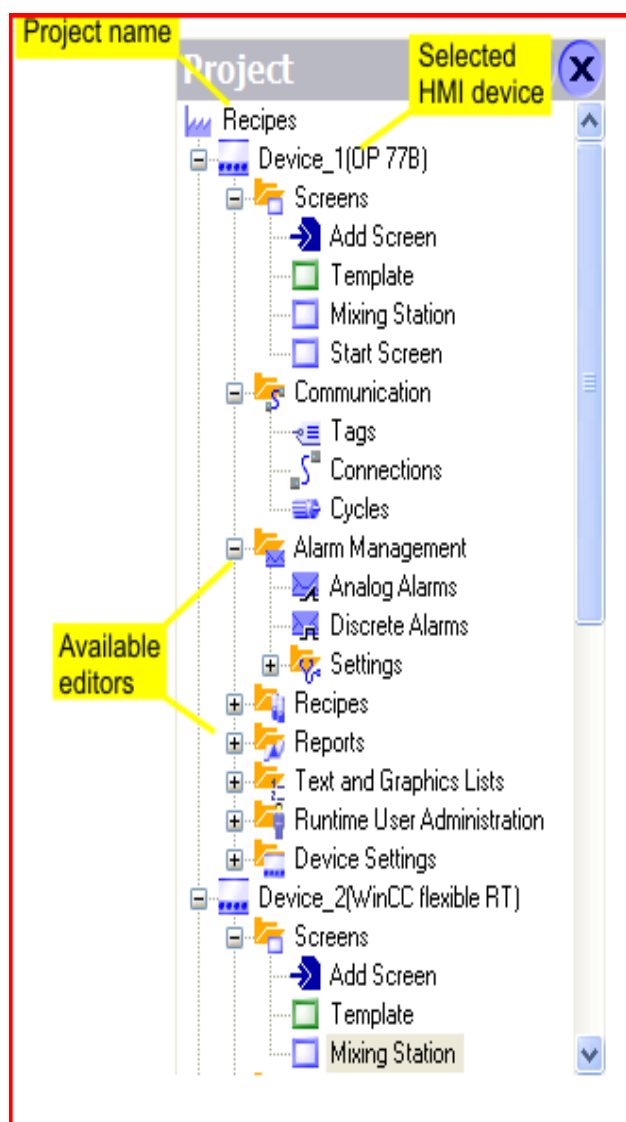 Project name
Project
Selected
HMI device
Recipes
Device_1(OP 77B)
Screens
Add Screen
Template
Mixing Station
Start Screen
Communication
Tags
Connections
Cycles
Alarm Management
Analog Alarms
Discrete Alarms
Available
editors
Settings
Recipes
Reports
Text and Graphics Lists
Runtime User Administration
Device Settings
Device_2(WinCC flexible RT)
Screens
Add Screen
Template
Mixing Station